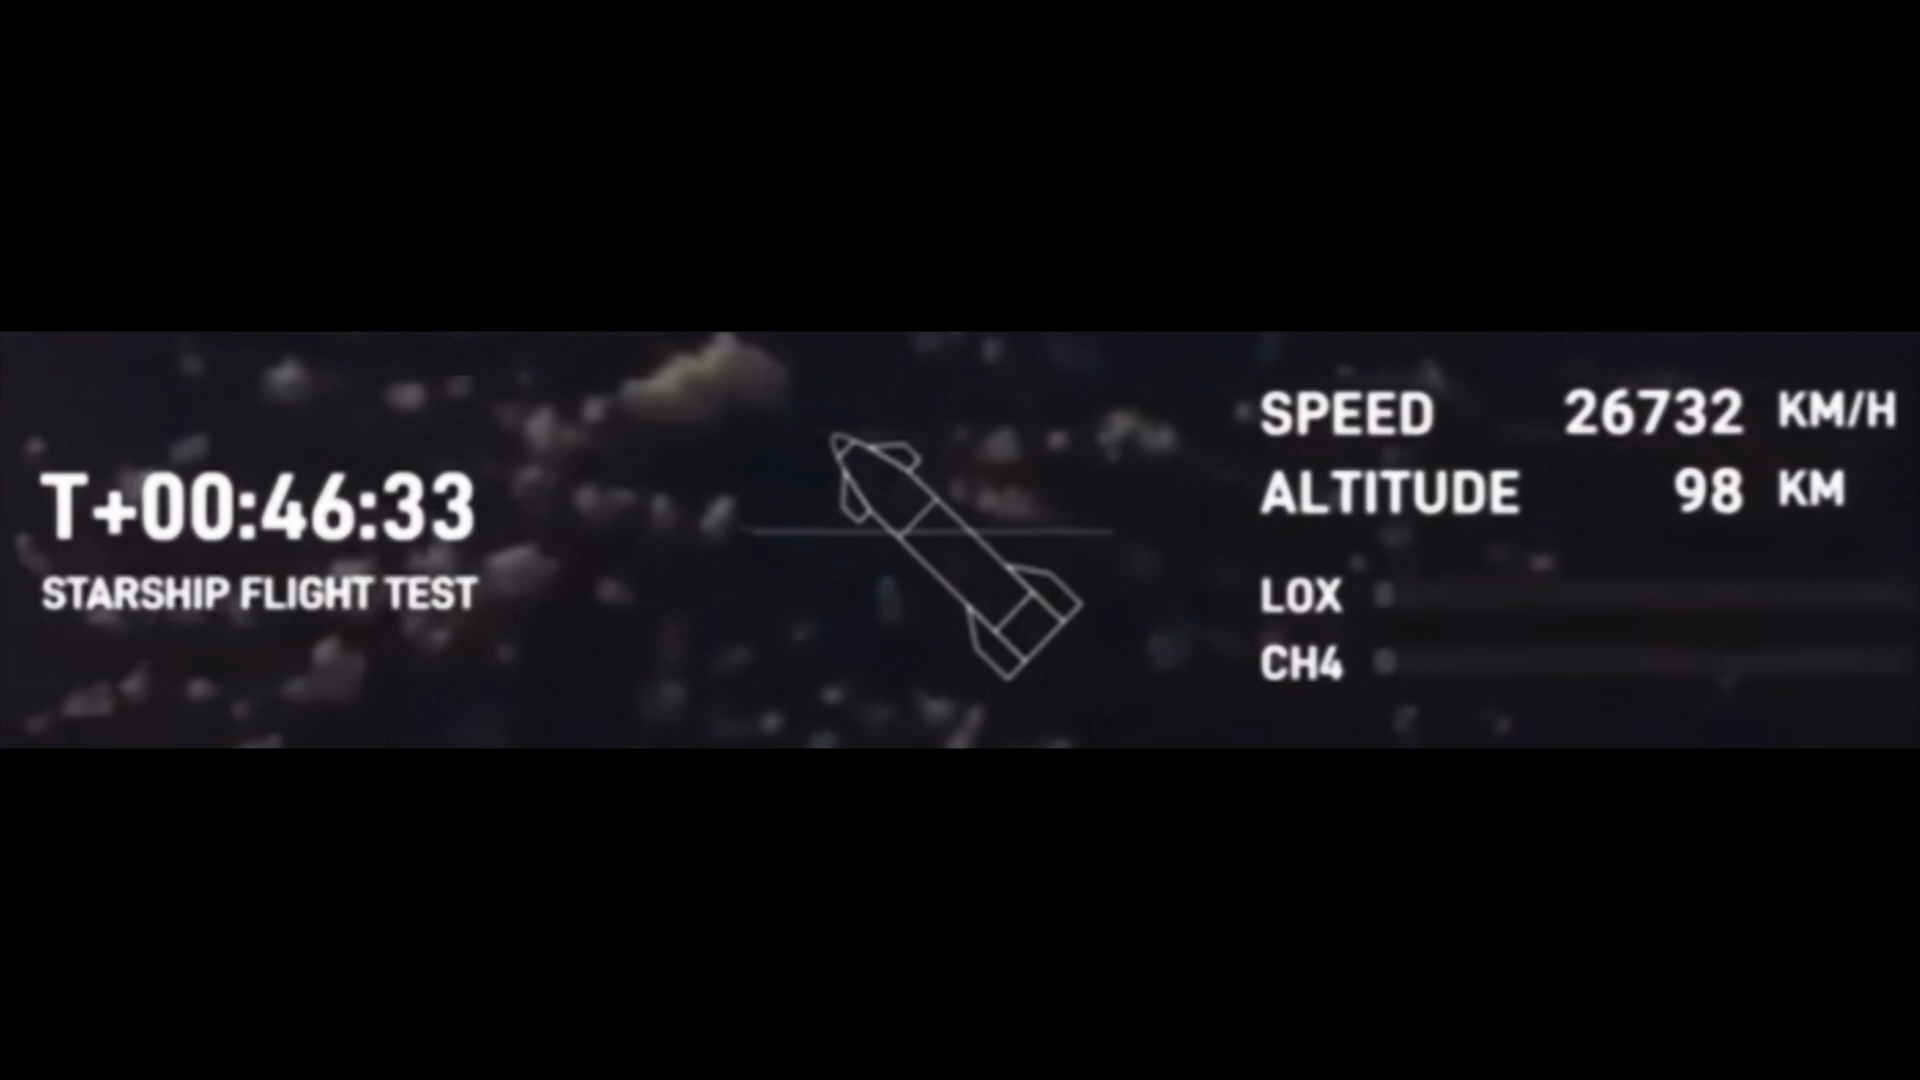 T+00:46:33
STARSHIP FLIGHT TEST
SPEED 26732 KM/H
ALTITUDE 98 KM
LOX
CH4